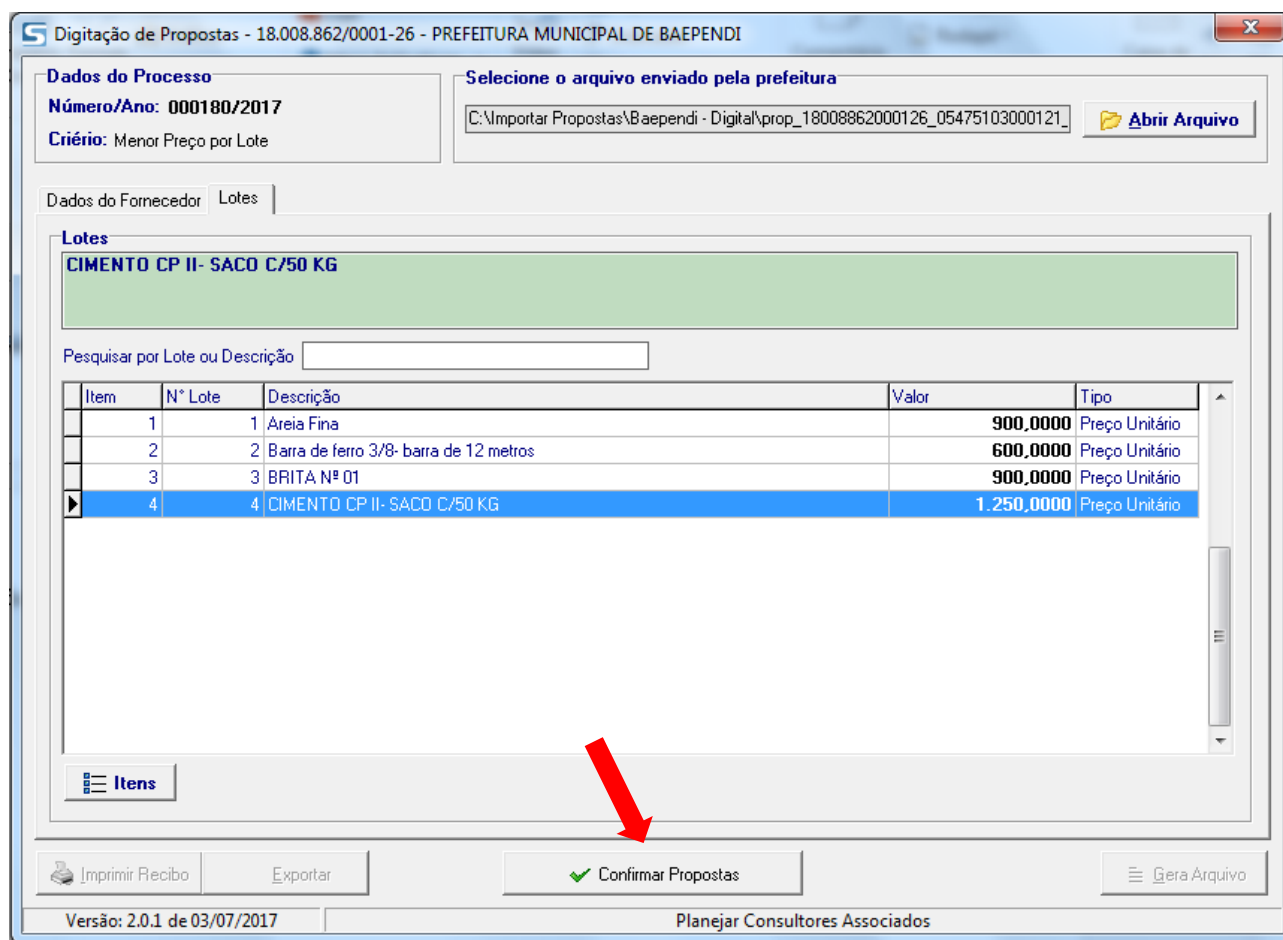 Digitação de Propostas - 18.008.862/0001-26 - PREFEITURA MUNICIPAL DE BAEPENDI
Dados do Processo
Número/Ano: 000180/2017
Criério: Menor Preço por Lote
Selecione o arquivo enviado pela prefeitura
C:\Importar Propostas\Baependi - Digital\prop_18008862000126_05475103000121_
Abrir Arquivo
Dados do Fornecedor Lotes
Lotes
CIMENTO CP II- SACO C/50 KG
Pesquisar por Lote ou Descrição
Item N° Lote Descrição Valor Tipo
1 1 Areia Fina 900,0000 Preço Unitário
2 2 Barra de ferro 3/8- barra de 12 metros 600,0000 Preço Unitário
3 3 BRITA Nº 01 900,0000 Preço Unitário
4 4 CIMENTO CP II- SACO C/50 KG 1.250,0000 Preço Unitário
Itens
Imprimir Recibo Exportar Confirmar Propostas Gera Arquivo
Versão: 2.0.1 de 03/07/2017 Planejar Consultores Associados